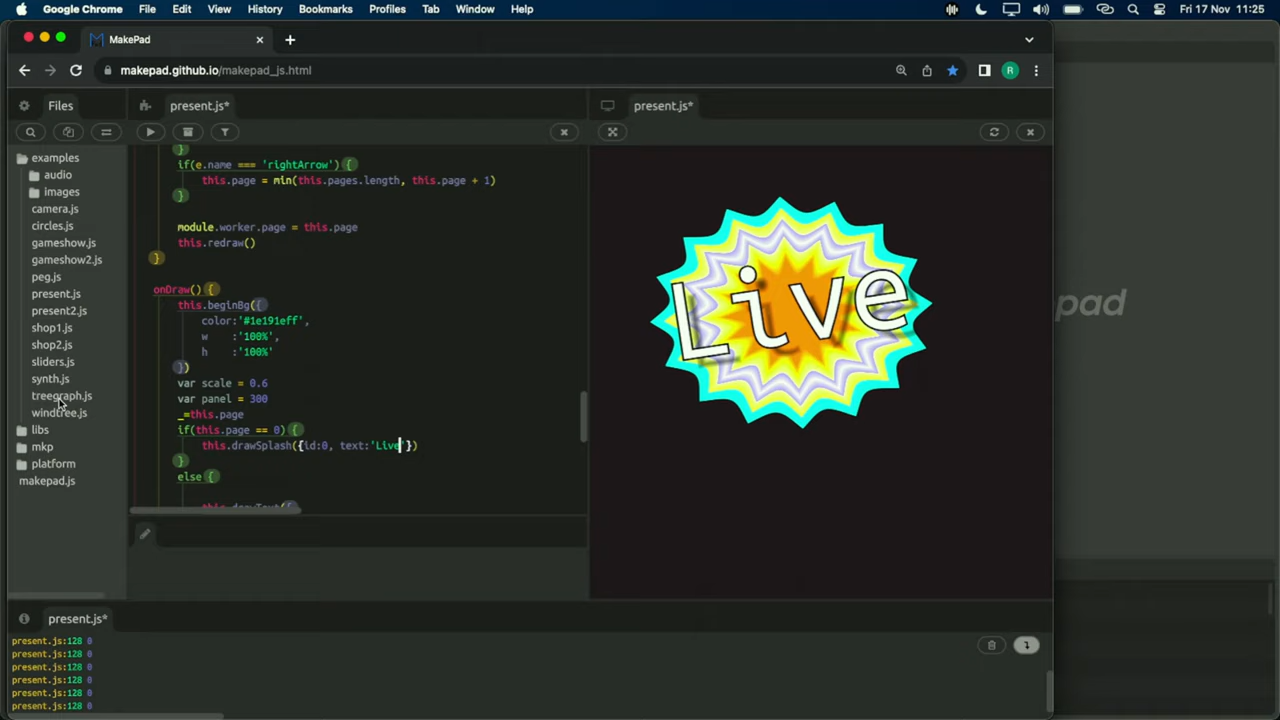 Google Chrome File Edit View History Bookmarks Profiles Tab Window Help Fri 17 Nov 11:25
MakePad
makepad.github.io/makepad_js.html R
Files
examples
audio
images
camera.js
circles.js
gameshow.js
gameshow2.js
peg.js
present.js
present2.js
shop1.js
shop2.js
sliders.js
synth.js
treegraph.js
windtree.js
libs
mkp
platform
makepad.js
present.js*
}
if(e.name === 'rightArrow'){
this.page = min(this.pages.length, this.page + 1)
}
module.worker.page = this.page
this.redraw()
}
onDraw(){
this.beginBg({
color:'#1e191eff',
w :'100%',
h :'100%'
})
var scale = 0.6
var panel = 300
_=this.page
if(this.page == 0){
this.drawSplash({id:0, text:'Live'})
}
else{
this.drawText({
present.js*
Live
epad
present.js*
present.js:128 0
present.js:128 0
present.js:128 0
present.js:128 0
present.js:128 0
present.js:128 0